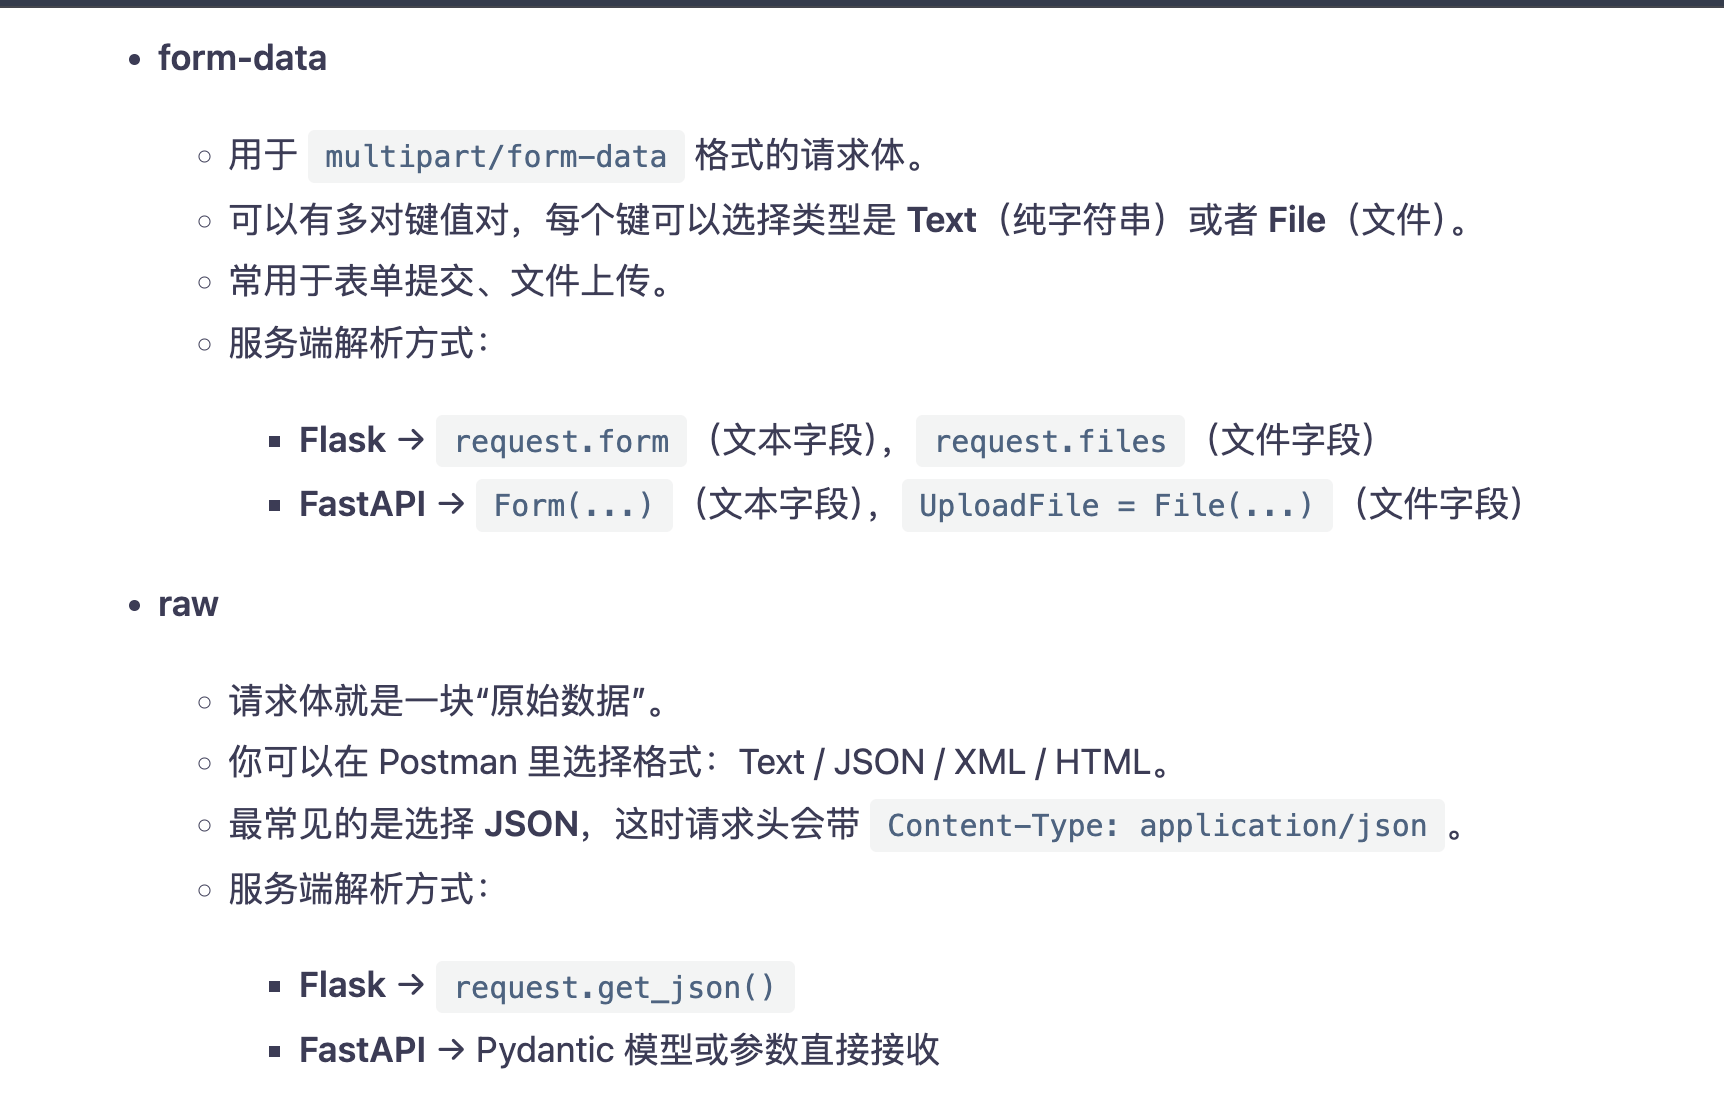 form-data
用于 multipart/form-data 格式的请求体。
可以有多对键值对，每个键可以选择类型是 Text（纯字符串）或者 File（文件）。
常用于表单提交、文件上传。
服务端解析方式：
Flask → request.form （文本字段）， request.files （文件字段）
FastAPI → Form(...) （文本字段）， UploadFile = File(...) （文件字段）
raw
请求体就是一块“原始数据”。
你可以在 Postman 里选择格式：Text / JSON / XML / HTML。
最常见的是选择 JSON，这时请求头会带 Content-Type: application/json 。
服务端解析方式：
Flask → request.get_json()
FastAPI → Pydantic 模型或参数直接接收